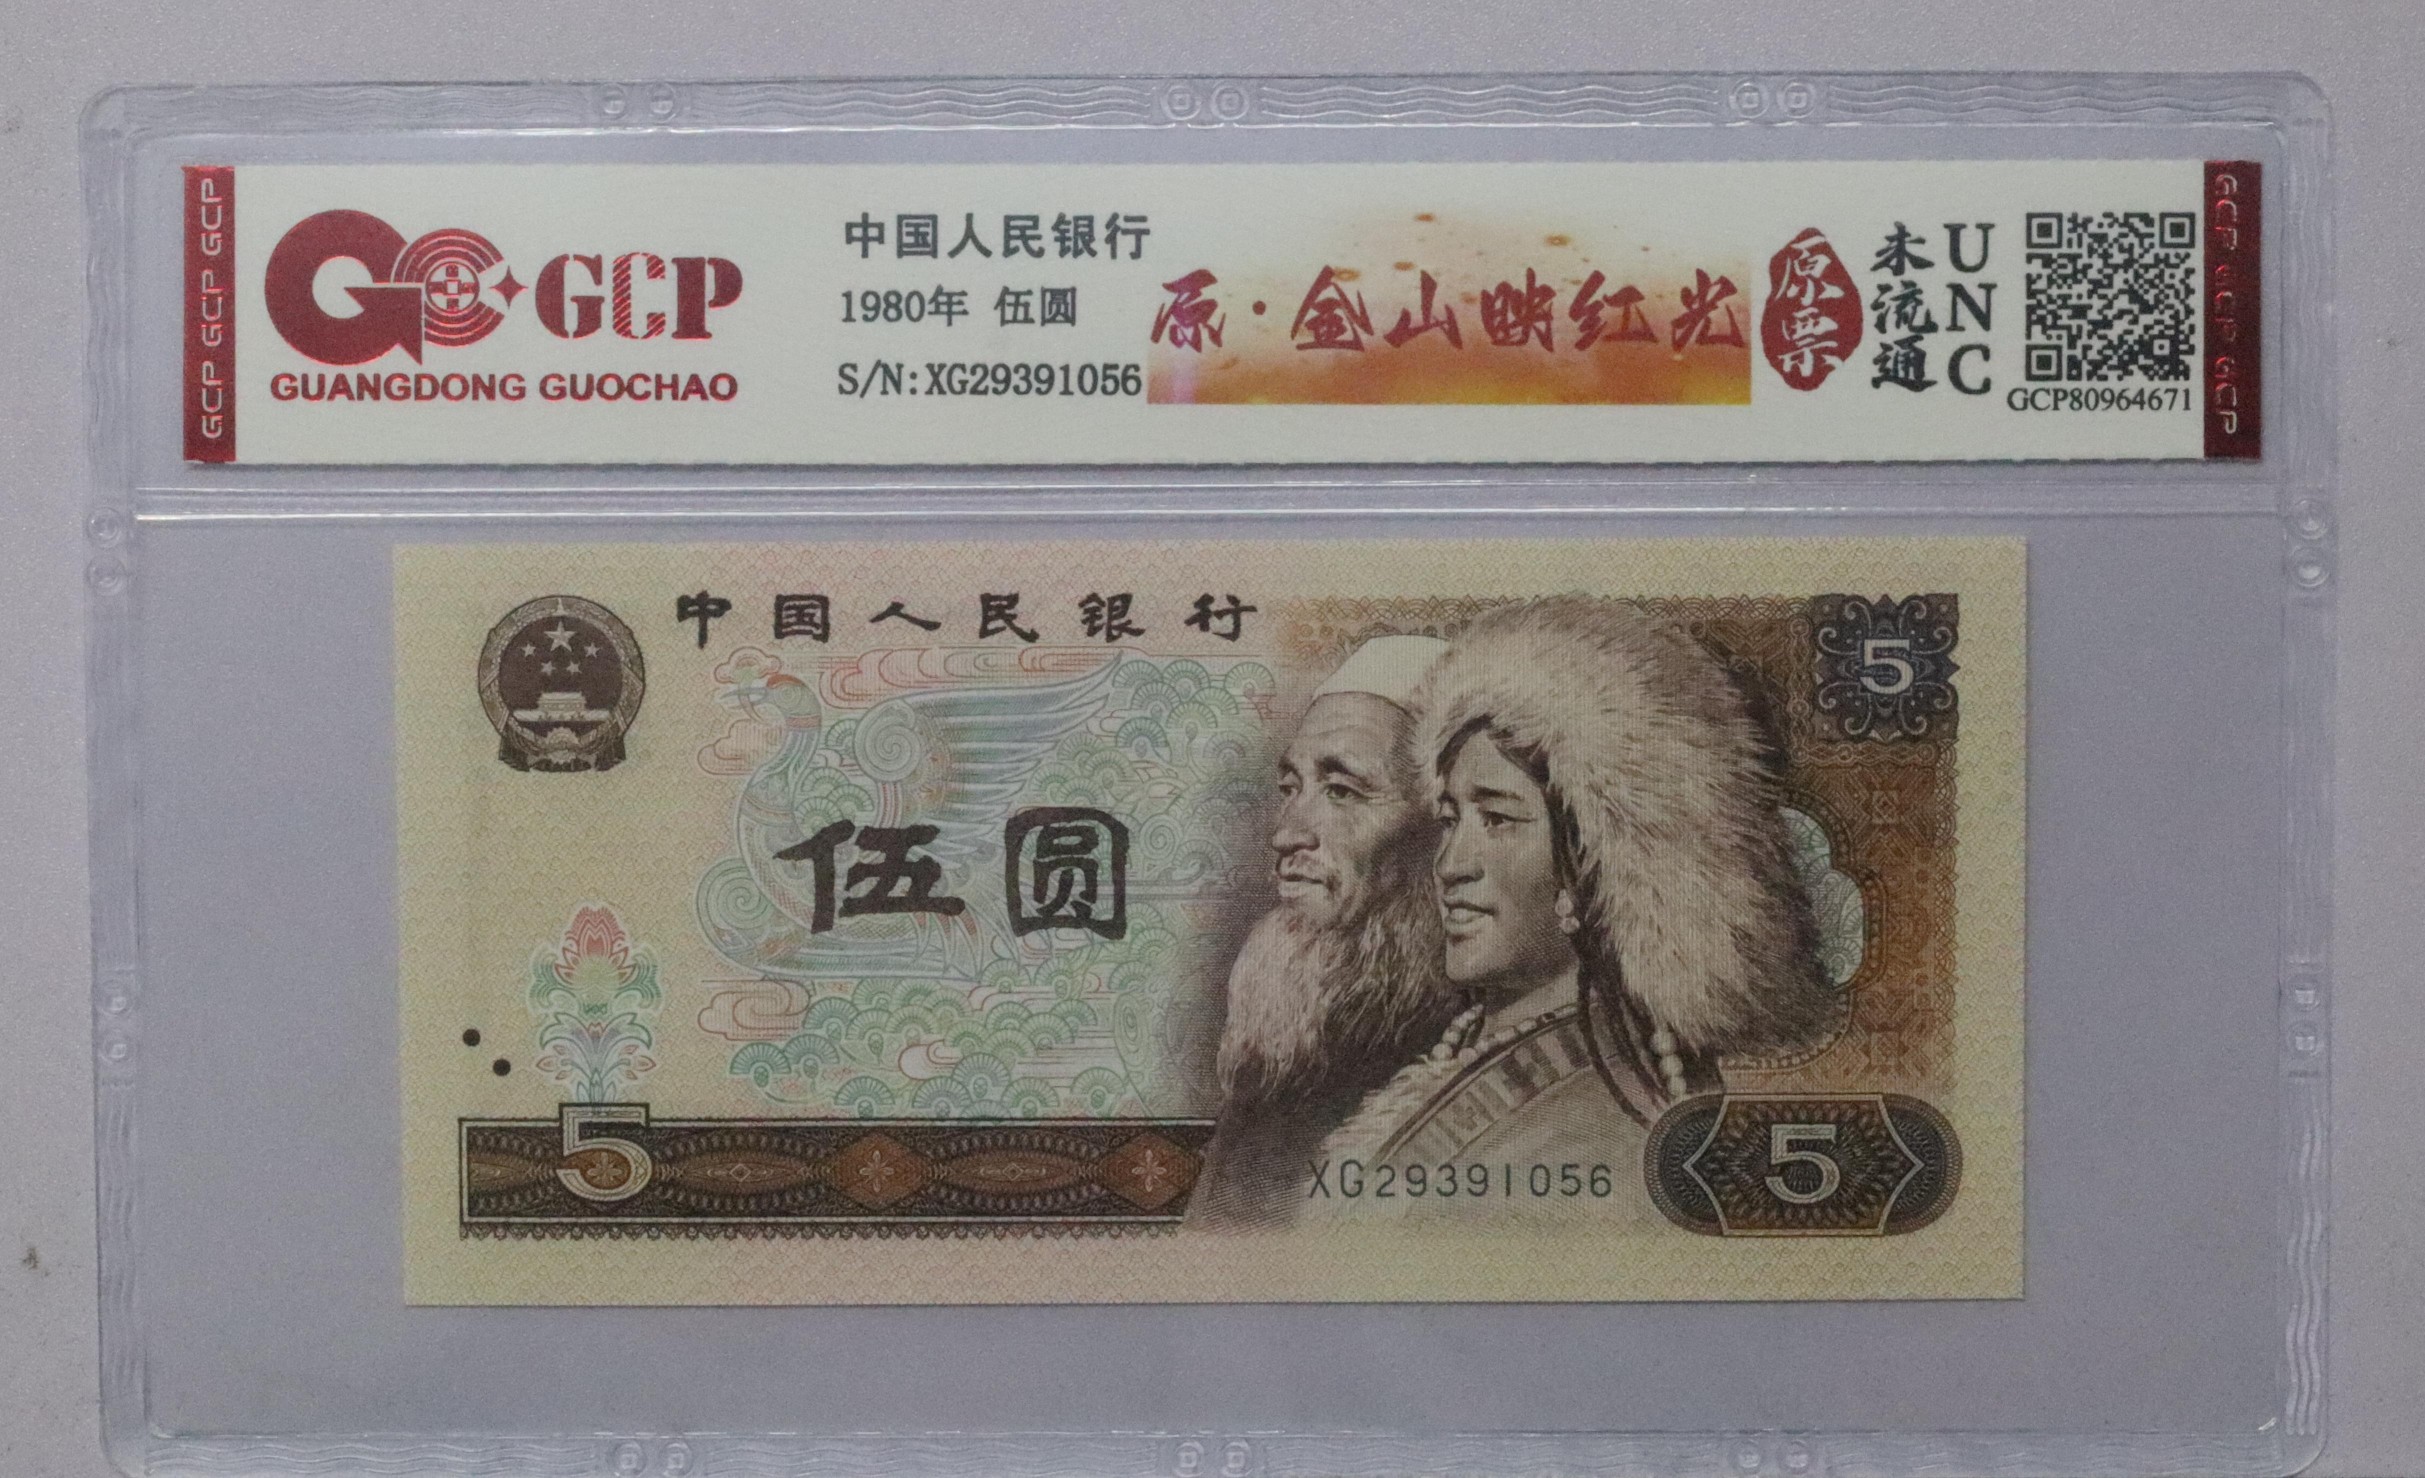 GCP GCP GCP
GCP
GUANGDONG GUOCHAO
中国人民银行
1980年 伍圆
S/N:XG29391056
原·金山映红光
原票
未流通
UNC
GCP80964671
GCP GCP GCP
中国人民银行
5
伍圆
5
XG29391056
5